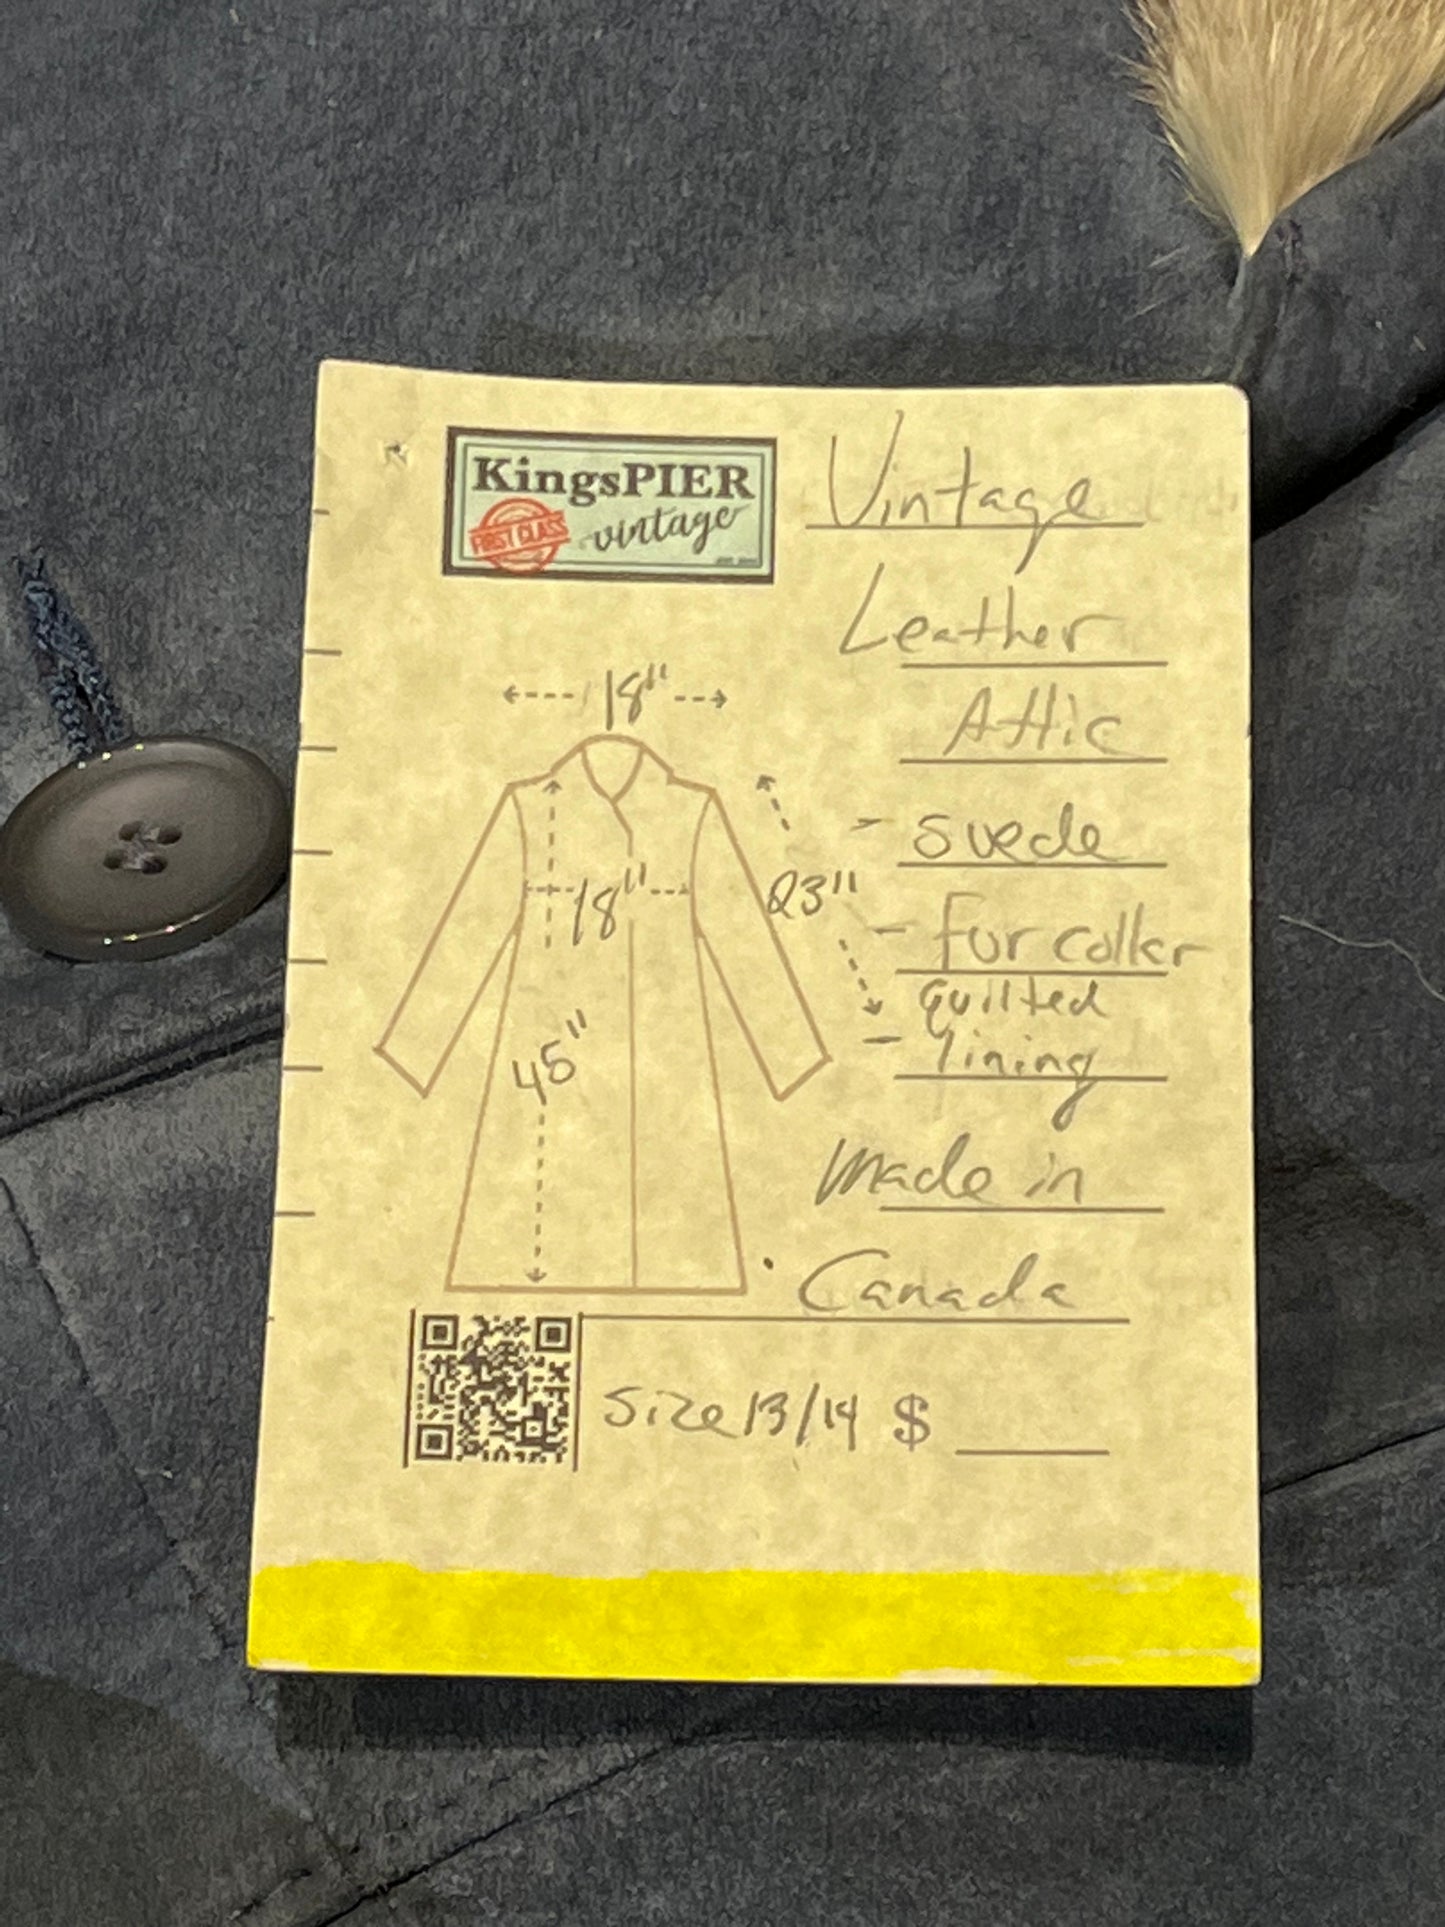 KingsPIER
FIRST CLASS
vintage
Vintage
Leather
Attic
- suede
- Fur collar
quilted
- lining
made in
Canada
18"
18"
23"
45"
Size 13/14 $